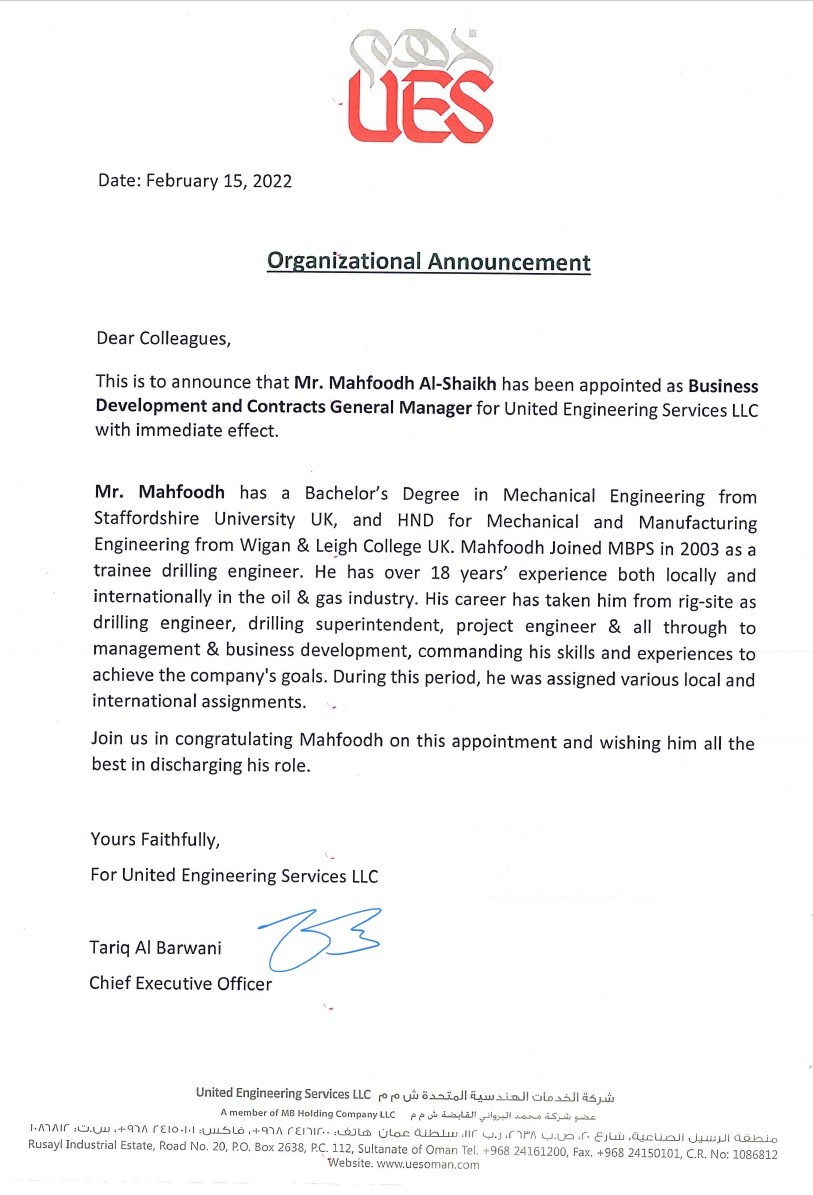 خدمم
UES
Date: February 15, 2022
Organizational Announcement
Dear Colleagues,
This is to announce that Mr. Mahfoodh Al-Shaikh has been appointed as Business
Development and Contracts General Manager for United Engineering Services LLC
with immediate effect.
Mr. Mahfoodh has a Bachelor's Degree in Mechanical Engineering from
Staffordshire University UK, and HND for Mechanical and Manufacturing
Engineering from Wigan & Leigh College UK. Mahfoodh Joined MBPS in 2003 as a
trainee drilling engineer. He has over 18 years' experience both locally and
internationally in the oil & gas industry. His career has taken him from rig-site as
drilling engineer, drilling superintendent, project engineer & all through to
management & business development, commanding his skills and experiences to
achieve the company's goals. During this period, he was assigned various local and
international assignments.
Join us in congratulating Mahfoodh on this appointment and wishing him all the
best in discharging his role.
Yours Faithfully,
For United Engineering Services LLC
Tariq Al Barwani
Chief Executive Officer
United Engineering Services LLC شركة الخدمات الهندسية المتحدة ش م م
A member of MB Holding Company LLC عضو شركة محمد البرواني القابضة ش م م
منطقة الرسيل الصناعية، شارع ٢٠، ص.ب ٢٦٣٨، ر.ب ١١٢، سلطنة عمان هاتف: ٢٤١٦١٢٠٠ ٩٦٨+، فاكس: ٢٤١٥٠١٠١ ٩٦٨+، س.ت: ١٠٨٦٨١٢
Rusayl Industrial Estate, Road No. 20, P.O. Box 2638, P.C. 112, Sultanate of Oman Tel. +968 24161200, Fax. +968 24150101, C.R. No: 1086812
Website. www.uesoman.com